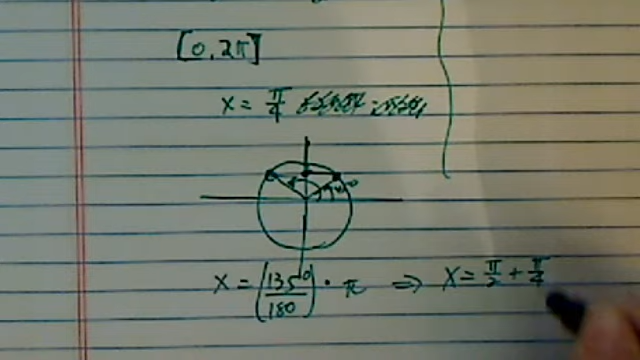 [0, 2π]
x = π/4
x = (135°/180) · π ⇒ x = π/2 + π/4